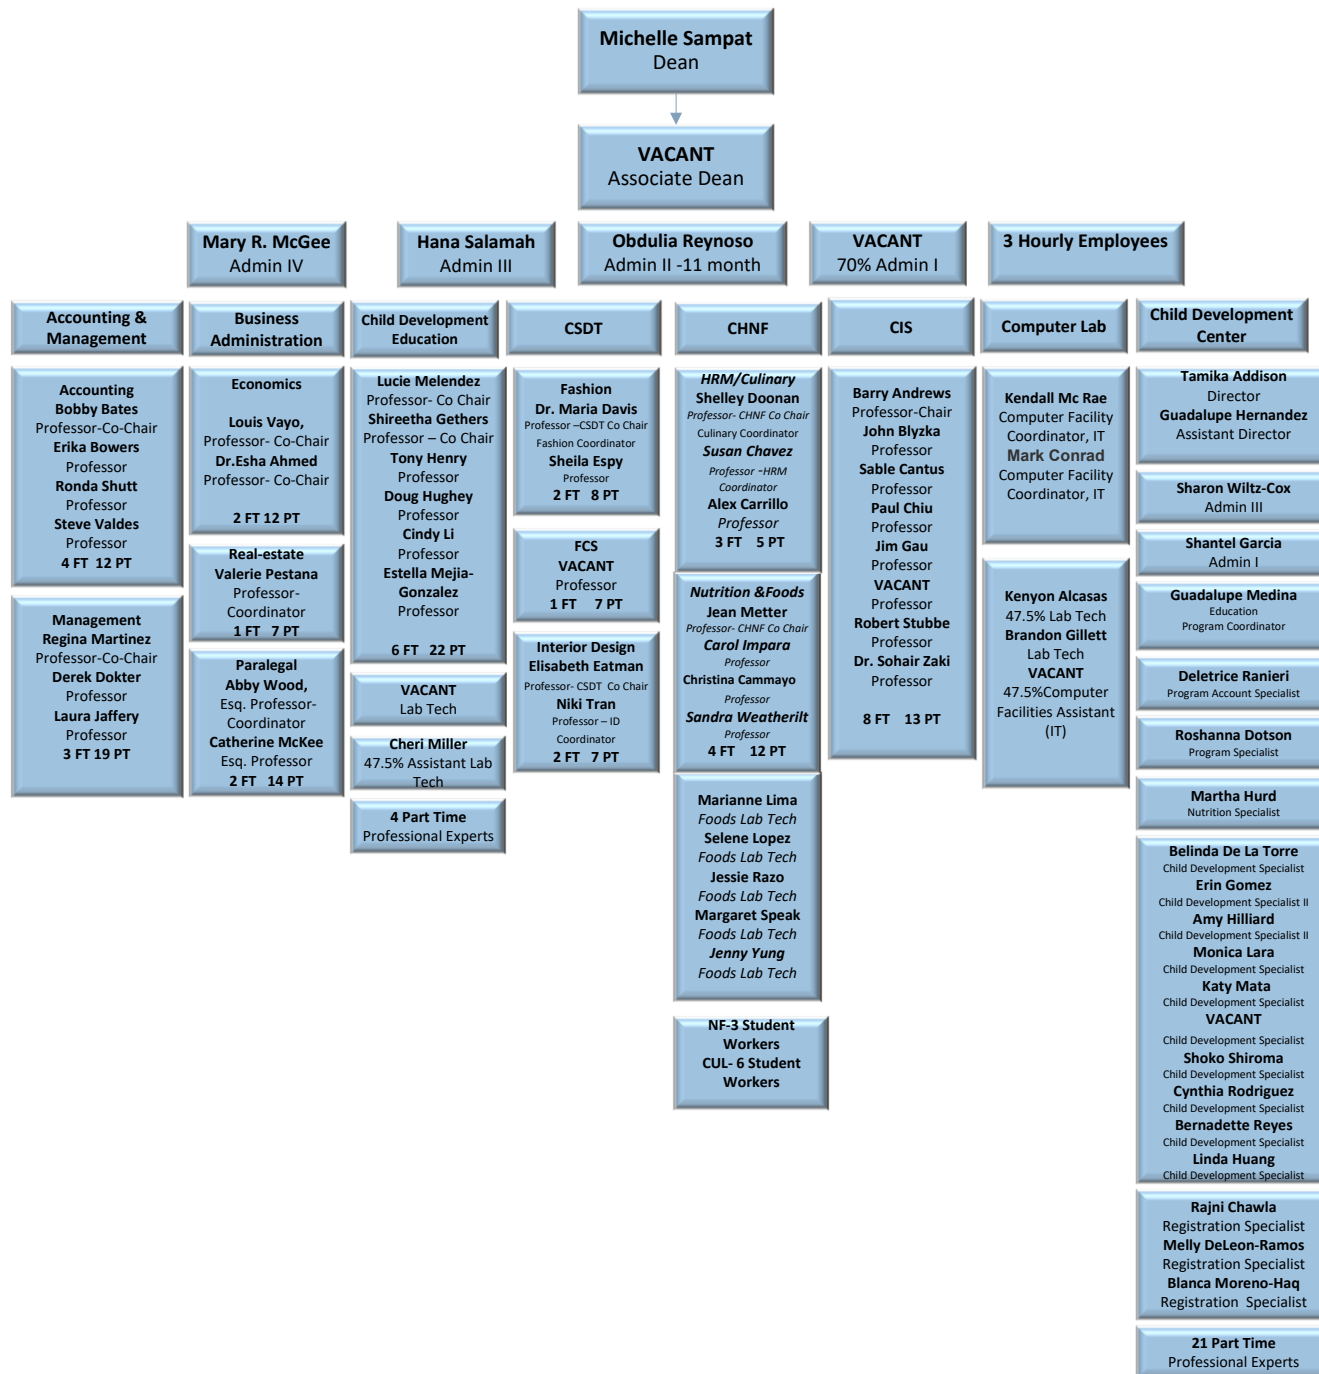 Michelle Sampat
Dean
VACANT
Associate Dean
Mary R. McGee
Admin IV
Hana Salamah
Admin III
Obdulia Reynoso
Admin II -11 month
VACANT
70% Admin I
3 Hourly Employees
Accounting &
Management
Accounting
Bobby Bates
Professor-Co-Chair
Erika Bowers
Professor
Ronda Shutt
Professor
Steve Valdes
Professor
4 FT 12 PT
Management
Regina Martinez
Professor-Co-Chair
Derek Dokter
Professor
Laura Jaffery
Professor
3 FT 19 PT
Business
Administration
Economics
Louis Vayo,
Professor- Co-Chair
Dr.Esha Ahmed
Professor- Co-Chair
2 FT 12 PT
Real-estate
Valerie Pestana
Professor-
Coordinator
1 FT 7 PT
Paralegal
Abby Wood,
Esq. Professor-
Coordinator
Catherine McKee
Esq. Professor
2 FT 14 PT
Child Development
Education
Lucie Melendez
Professor- Co Chair
Shireetha Gethers
Professor – Co Chair
Tony Henry
Professor
Doug Hughey
Professor
Cindy Li
Professor
Estella Mejia-
Gonzalez
Professor
6 FT 22 PT
VACANT
Lab Tech
Cheri Miller
47.5% Assistant Lab
Tech
4 Part Time
Professional Experts
CSDT
Fashion
Dr. Maria Davis
Professor –CSDT Co Chair
Fashion Coordinator
Sheila Espy
Professor
2 FT 8 PT
FCS
VACANT
Professor
1 FT 7 PT
Interior Design
Elisabeth Eatman
Professor- CSDT Co Chair
Niki Tran
Professor – ID
Coordinator
2 FT 7 PT
CHNF
HRM/Culinary
Shelley Doonan
Professor- CHNF Co Chair
Culinary Coordinator
Susan Chavez
Professor -HRM
Coordinator
Alex Carrillo
Professor
3 FT 5 PT
Nutrition &Foods
Jean Metter
Professor- CHNF Co Chair
Carol Impara
Professor
Christina Cammayo
Professor
Sandra Weatherilt
Professor
4 FT 12 PT
Marianne Lima
Foods Lab Tech
Selene Lopez
Foods Lab Tech
Jessie Razo
Foods Lab Tech
Margaret Speak
Foods Lab Tech
Jenny Yung
Foods Lab Tech
NF-3 Student
Workers
CUL- 6 Student
Workers
CIS
Barry Andrews
Professor-Chair
John Blyzka
Professor
Sable Cantus
Professor
Paul Chiu
Professor
Jim Gau
Professor
VACANT
Professor
Robert Stubbe
Professor
Dr. Sohair Zaki
Professor
8 FT 13 PT
Computer Lab
Kendall Mc Rae
Computer Facility
Coordinator, IT
Mark Conrad
Computer Facility
Coordinator, IT
Kenyon Alcasas
47.5% Lab Tech
Brandon Gillett
Lab Tech
VACANT
47.5%Computer
Facilities Assistant
(IT)
Child Development
Center
Tamika Addison
Director
Guadalupe Hernandez
Assistant Director
Sharon Wiltz-Cox
Admin III
Shantel Garcia
Admin I
Guadalupe Medina
Education
Program Coordinator
Deletrice Ranieri
Program Account Specialist
Roshanna Dotson
Program Specialist
Martha Hurd
Nutrition Specialist
Belinda De La Torre
Child Development Specialist
Erin Gomez
Child Development Specialist II
Amy Hilliard
Child Development Specialist II
Monica Lara
Child Development Specialist
Katy Mata
Child Development Specialist
VACANT
Child Development Specialist
Shoko Shiroma
Child Development Specialist
Cynthia Rodriguez
Child Development Specialist
Bernadette Reyes
Child Development Specialist
Linda Huang
Child Development Specialist
Rajni Chawla
Registration Specialist
Melly DeLeon-Ramos
Registration Specialist
Blanca Moreno-Haq
Registration Specialist
21 Part Time
Professional Experts